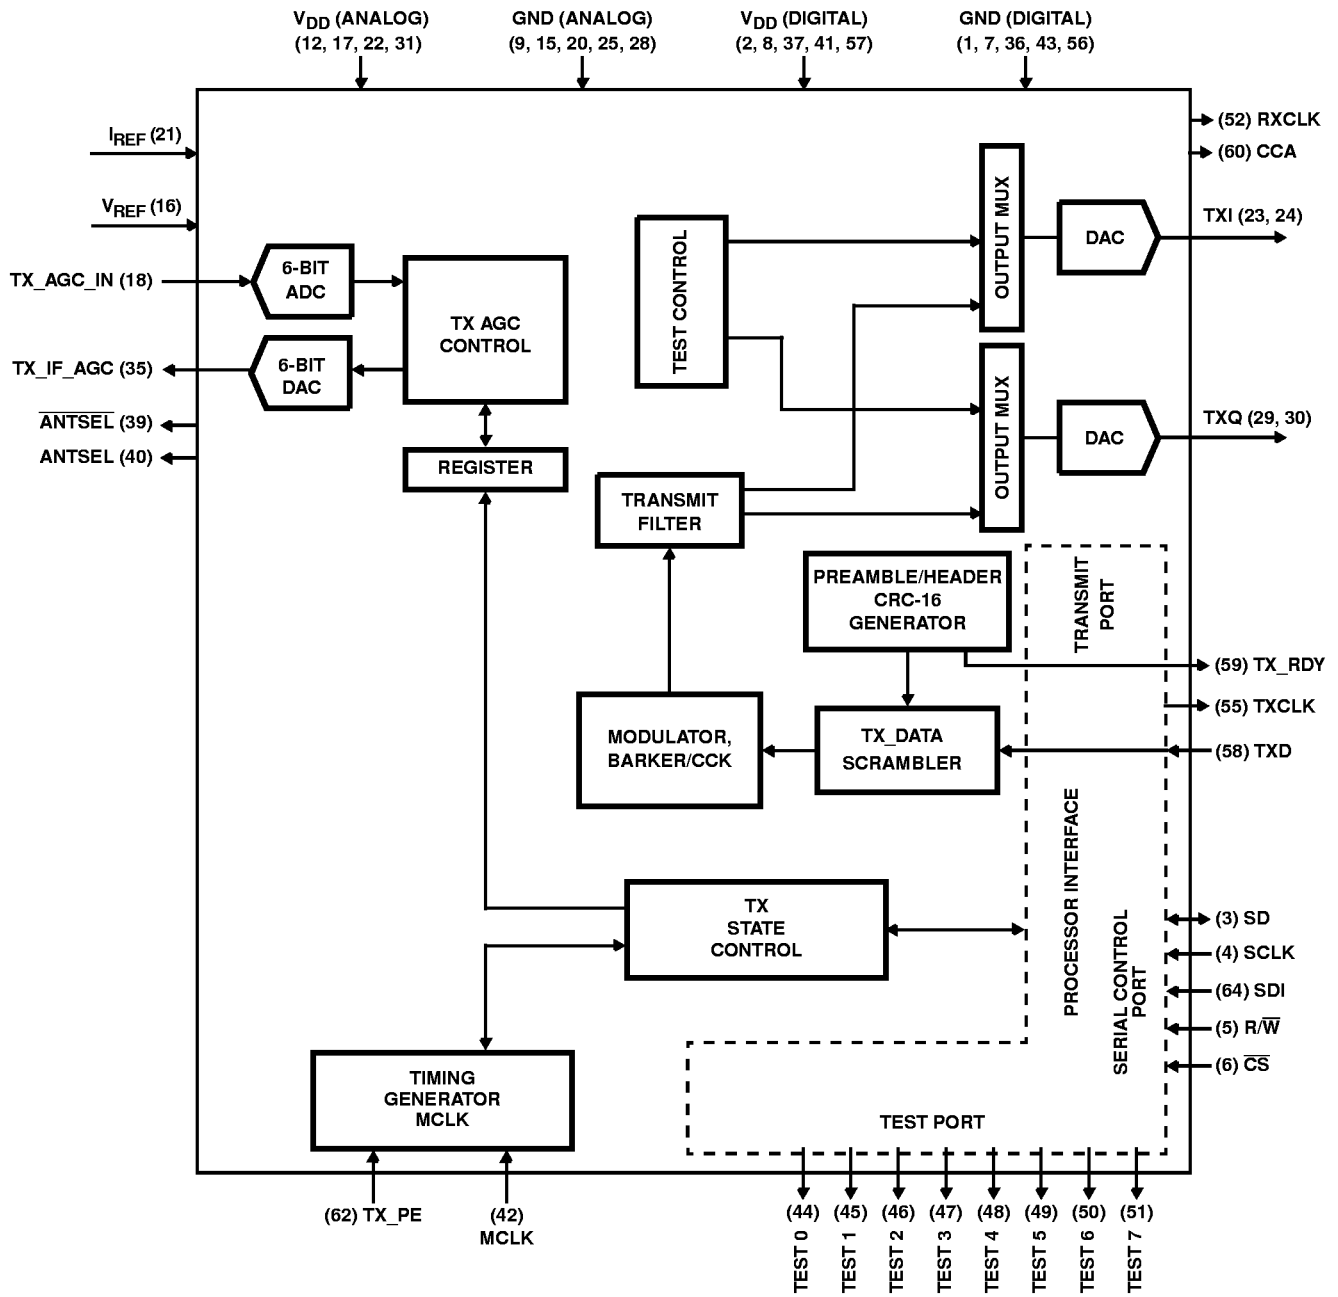 VDD (ANALOG)
(12, 17, 22, 31)
GND (ANALOG)
(9, 15, 20, 25, 28)
VDD (DIGITAL)
(2, 8, 37, 41, 57)
GND (DIGITAL)
(1, 7, 36, 43, 56)
IREF (21)
VREF (16)
TX_AGC_IN (18)
TX_IF_AGC (35)
A̅N̅T̅S̅E̅L̅ (39)
ANTSEL (40)
6-BIT
ADC
6-BIT
DAC
TX AGC
CONTROL
REGISTER
TEST CONTROL
OUTPUT MUX
DAC
OUTPUT MUX
DAC
(52) RXCLK
(60) CCA
TXI (23, 24)
TXQ (29, 30)
TRANSMIT
FILTER
PREAMBLE/HEADER
CRC-16
GENERATOR
TRANSMIT
PORT
(59) TX_RDY
(55) TXCLK
(58) TXD
MODULATOR,
BARKER/CCK
TX_DATA
SCRAMBLER
PROCESSOR INTERFACE
SERIAL CONTROL
PORT
TX
STATE
CONTROL
(3) SD
(4) SCLK
(64) SDI
(5) R/W̅
(6) C̅S̅
TIMING
GENERATOR
MCLK
TEST PORT
(62) TX_PE
(42)
MCLK
(44)
TEST 0
(45)
TEST 1
(46)
TEST 2
(47)
TEST 3
(48)
TEST 4
(49)
TEST 5
(50)
TEST 6
(51)
TEST 7